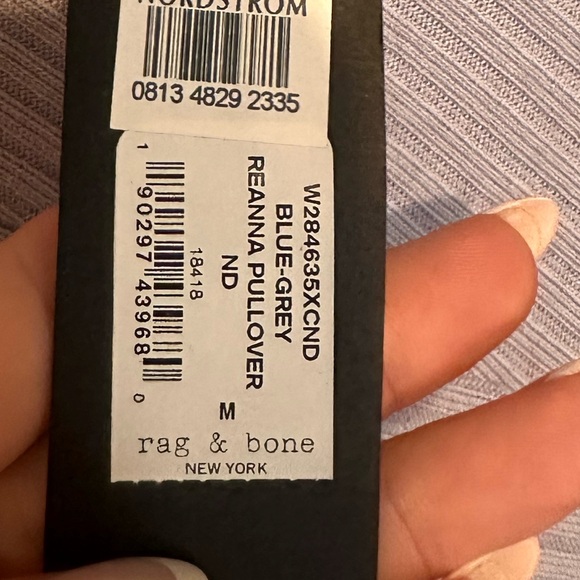 NORDSTROM
0813 4829 2335
W284635XCND
BLUE-GREY
REANNA PULLOVER
ND
18418
1 90297 43968 0
M
rag & bone
NEW YORK